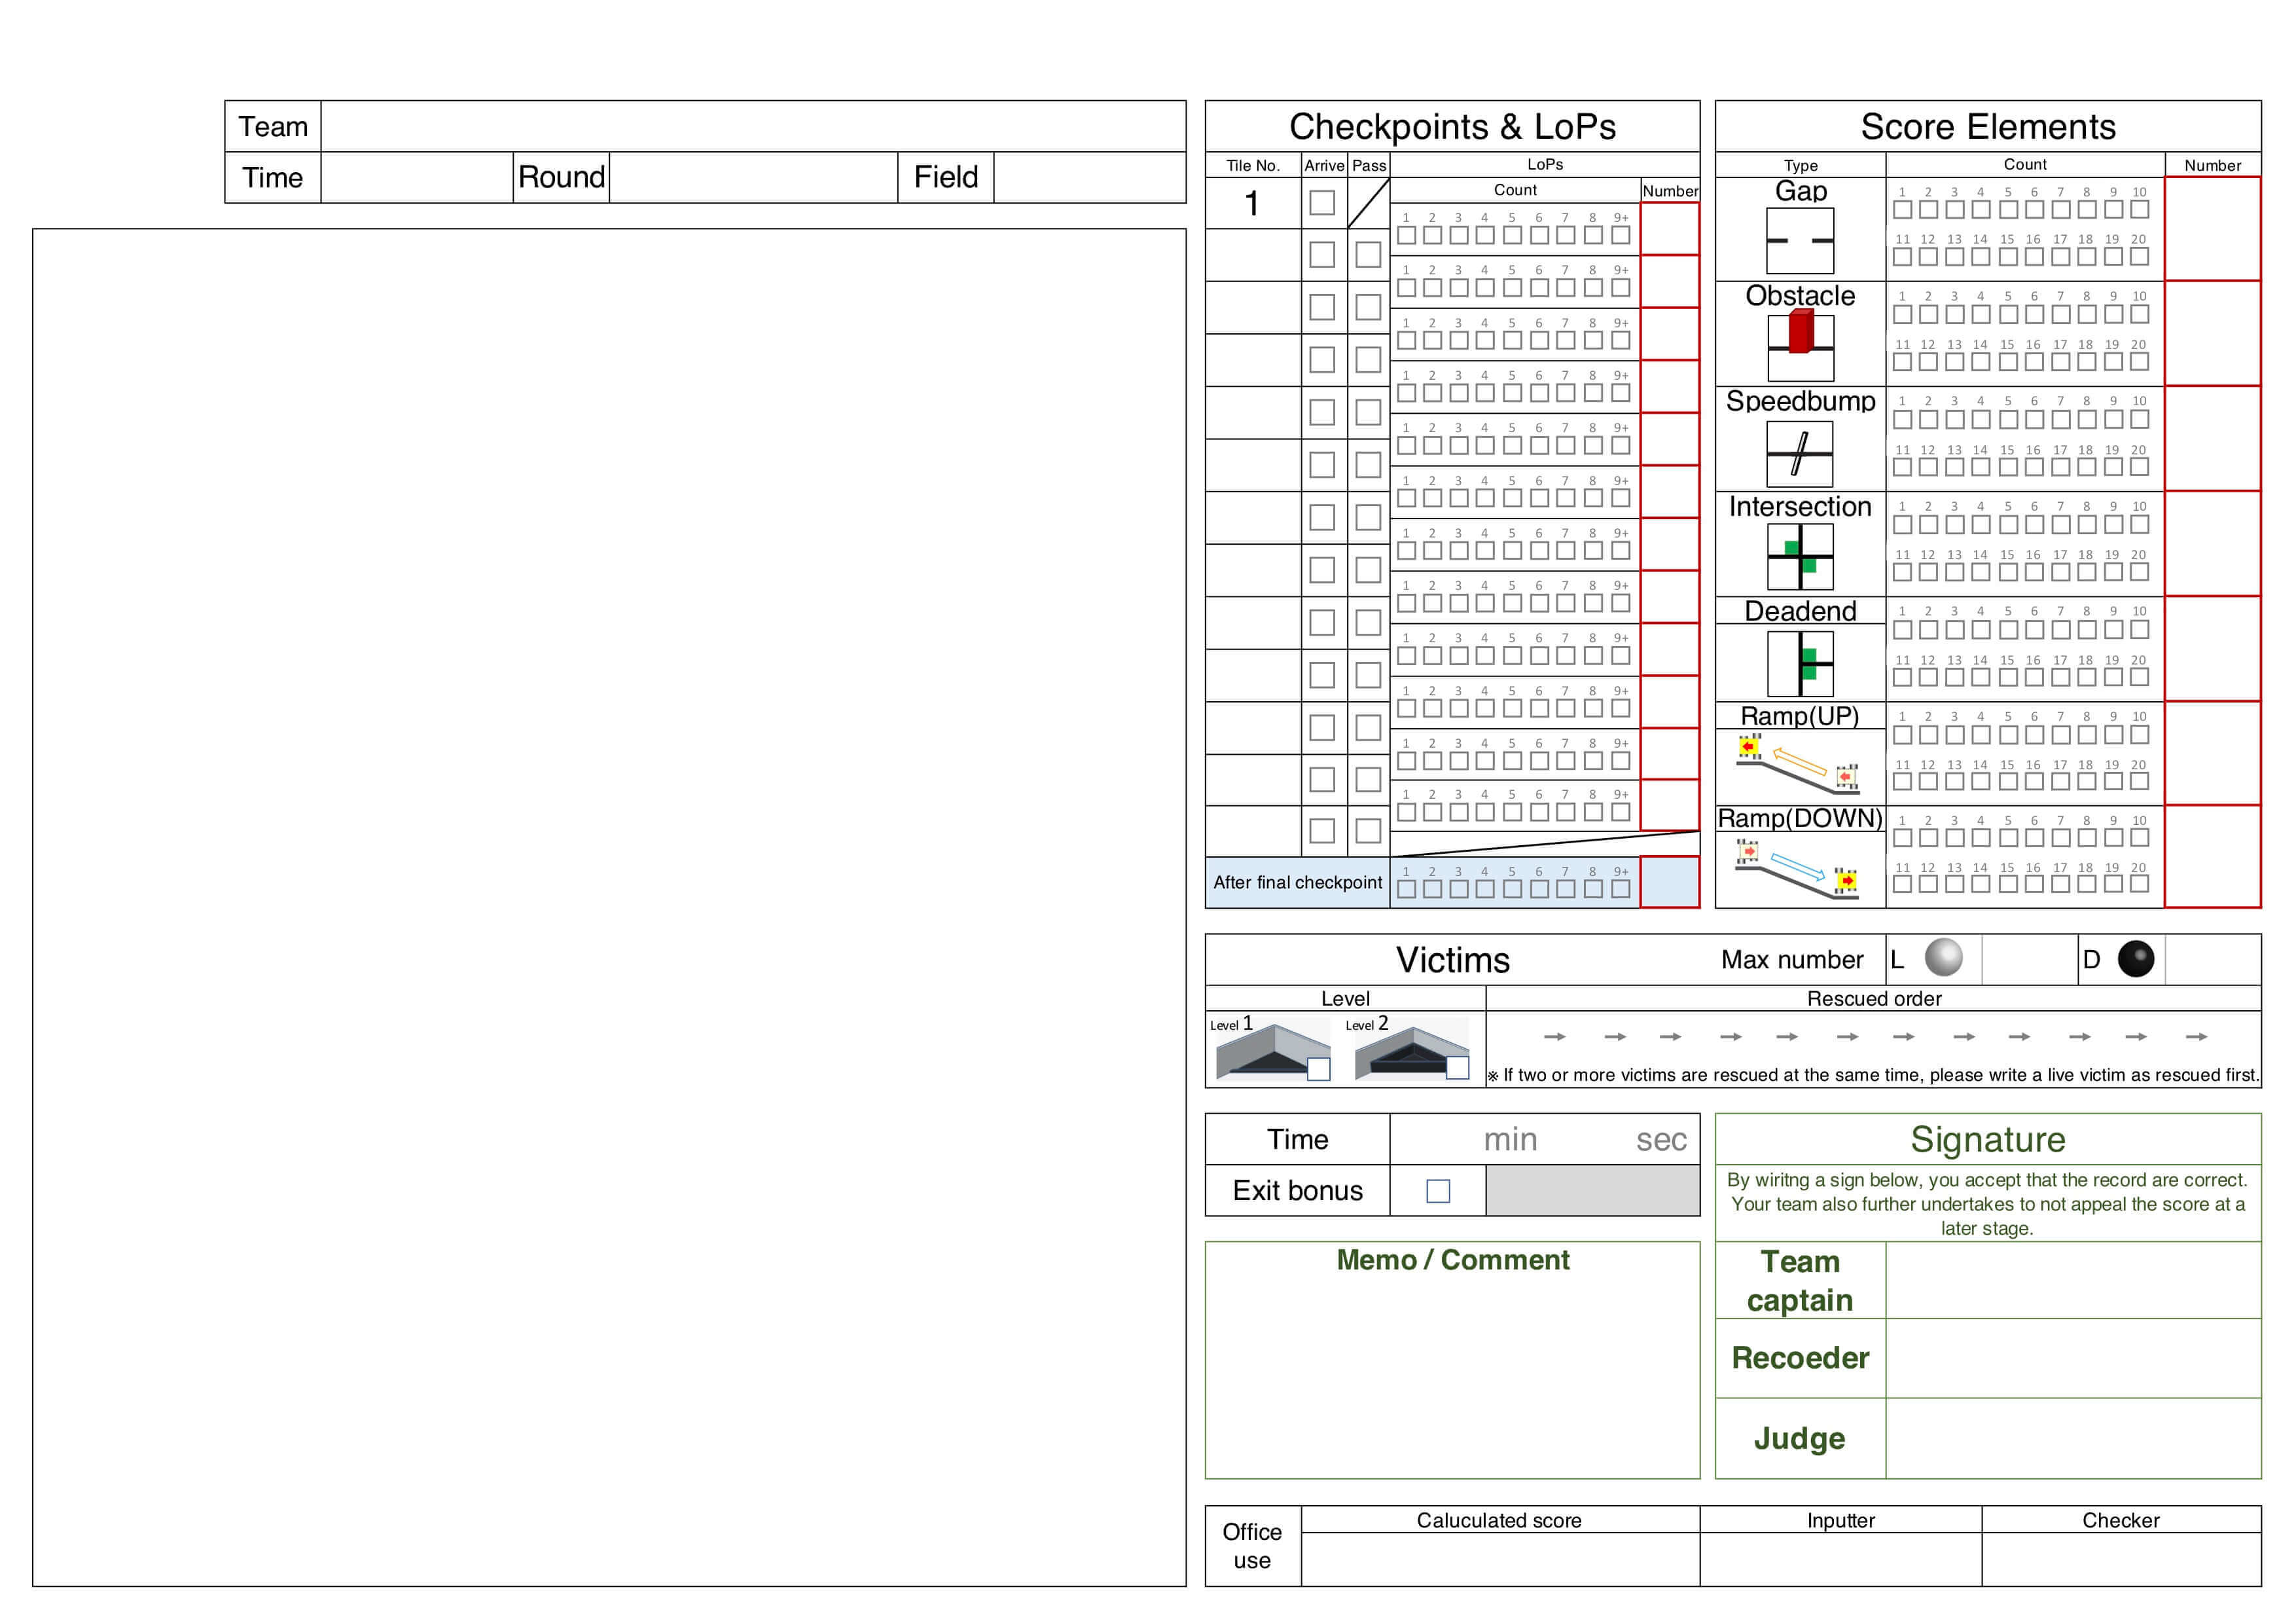 Team
Time Round Field
Checkpoints & LoPs
Tile No. Arrive Pass LoPs
Count Number
1
1 2 3 4 5 6 7 8 9+
1 2 3 4 5 6 7 8 9+
1 2 3 4 5 6 7 8 9+
1 2 3 4 5 6 7 8 9+
1 2 3 4 5 6 7 8 9+
1 2 3 4 5 6 7 8 9+
1 2 3 4 5 6 7 8 9+
1 2 3 4 5 6 7 8 9+
1 2 3 4 5 6 7 8 9+
1 2 3 4 5 6 7 8 9+
1 2 3 4 5 6 7 8 9+
1 2 3 4 5 6 7 8 9+
After final checkpoint 1 2 3 4 5 6 7 8 9+
Score Elements
Type Count Number
Gap 1 2 3 4 5 6 7 8 9 10
11 12 13 14 15 16 17 18 19 20
Obstacle 1 2 3 4 5 6 7 8 9 10
11 12 13 14 15 16 17 18 19 20
Speedbump 1 2 3 4 5 6 7 8 9 10
11 12 13 14 15 16 17 18 19 20
Intersection 1 2 3 4 5 6 7 8 9 10
11 12 13 14 15 16 17 18 19 20
Deadend 1 2 3 4 5 6 7 8 9 10
11 12 13 14 15 16 17 18 19 20
Ramp(UP) 1 2 3 4 5 6 7 8 9 10
11 12 13 14 15 16 17 18 19 20
Ramp(DOWN) 1 2 3 4 5 6 7 8 9 10
11 12 13 14 15 16 17 18 19 20
Victims Max number L D
Level Rescued order
Level 1 Level 2 → → → → → → → → → → → →
※ If two or more victims are rescued at the same time, please write a live victim as rescued first.
Time min sec
Exit bonus
Memo / Comment
Signature
By wiritng a sign below, you accept that the record are correct.
Your team also further undertakes to not appeal the score at a
later stage.
Team
captain
Recoeder
Judge
Office
use
Caluculated score Inputter Checker